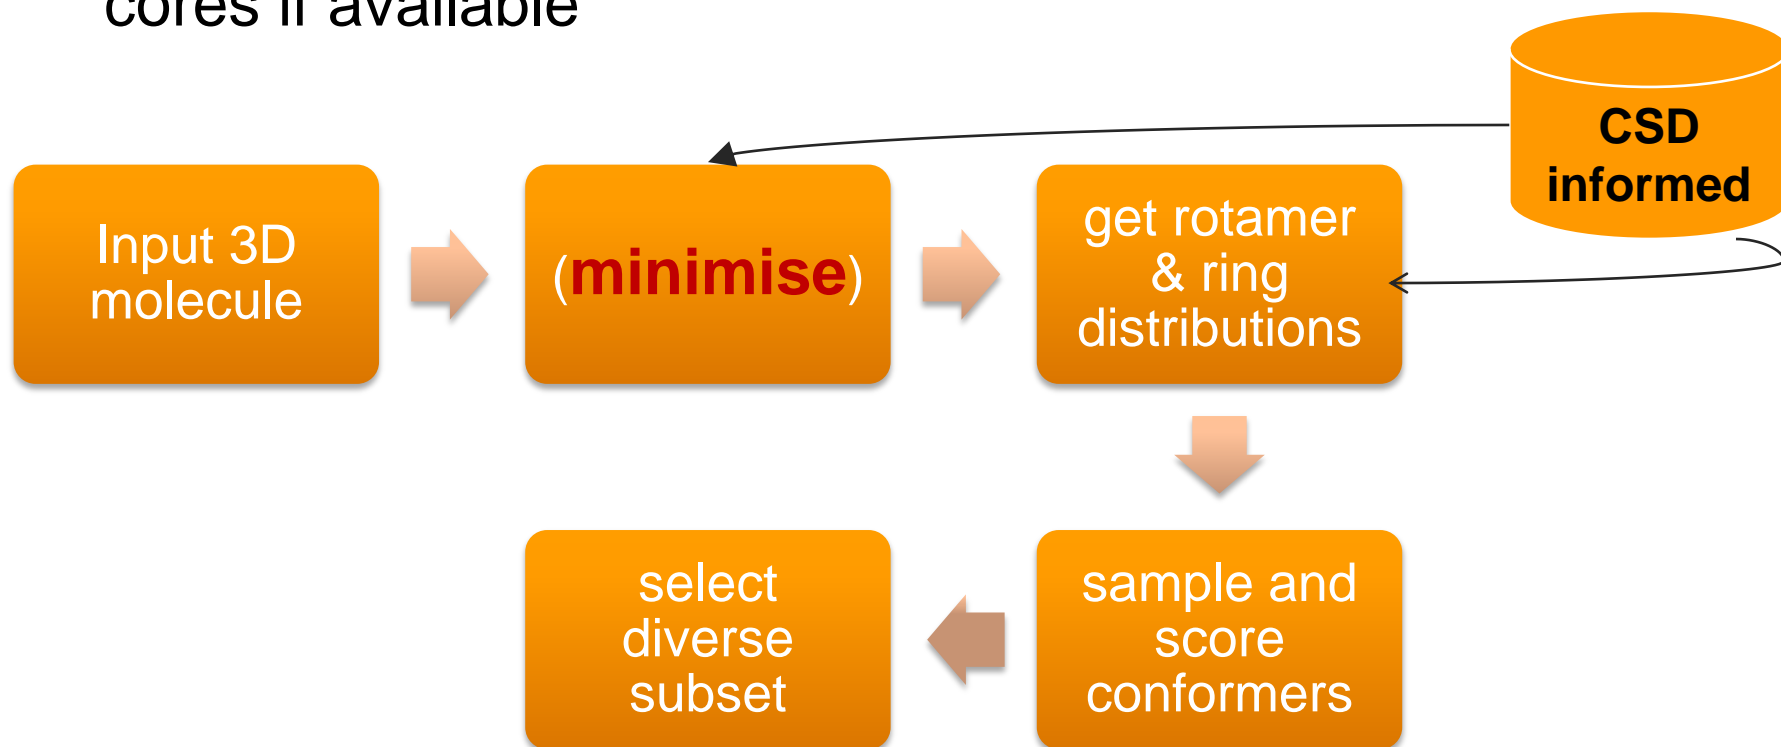 cores if available
CSD
informed
Input 3D
molecule
(minimise)
get rotamer
& ring
distributions
sample and
score
conformers
select
diverse
subset